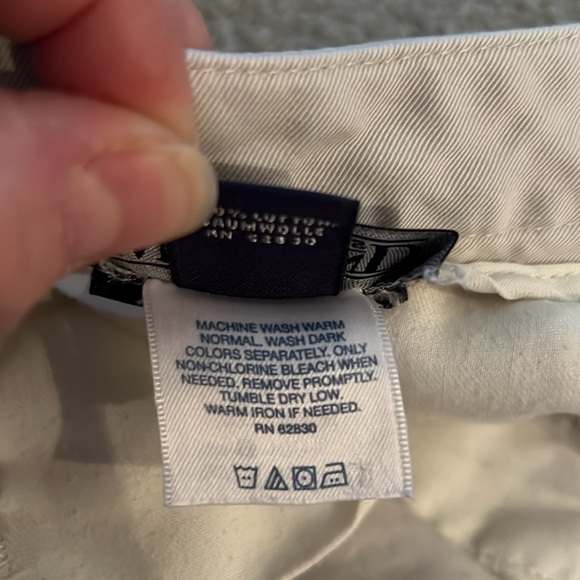 COTTON
BAUMWOLLE
RN 62830
MACHINE WASH WARM
NORMAL. WASH DARK
COLORS SEPARATELY. ONLY
NON-CHLORINE BLEACH WHEN
NEEDED. REMOVE PROMPTLY.
TUMBLE DRY LOW.
WARM IRON IF NEEDED.
RN 62830